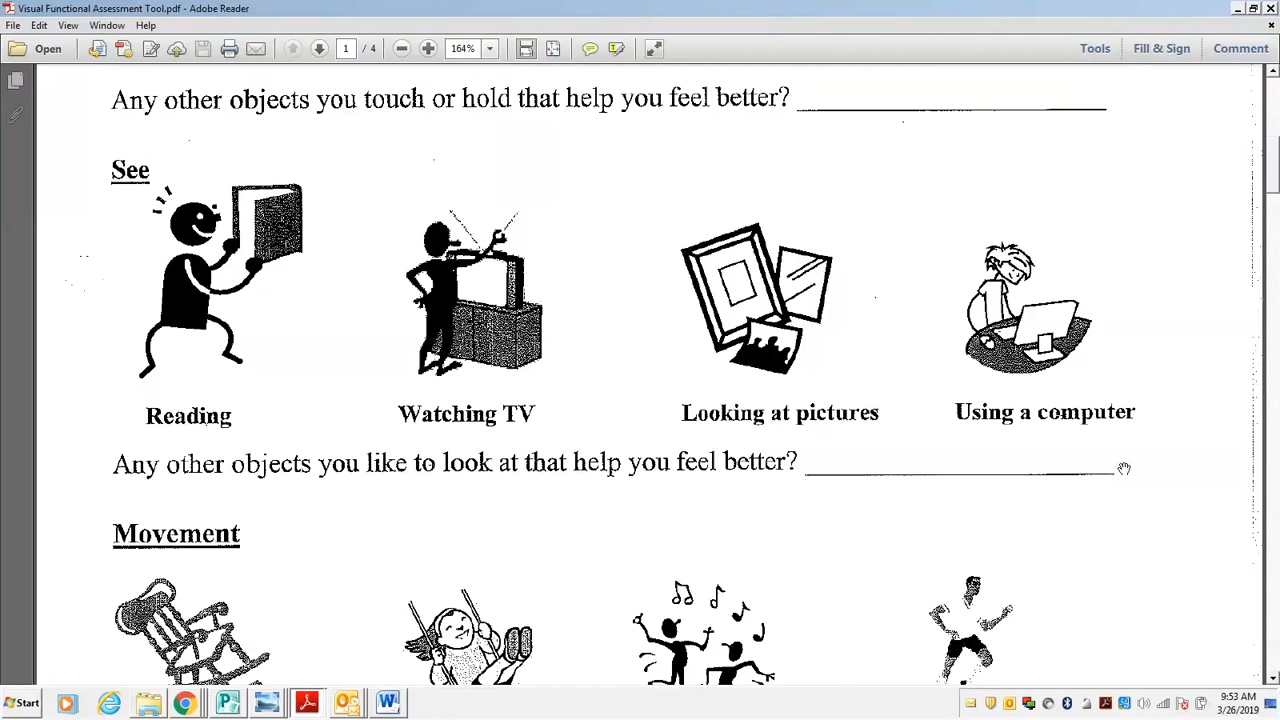 Visual Functional Assessment Tool.pdf - Adobe Reader
File Edit View Window Help
Open 1 / 4 164% Tools Fill & Sign Comment
Any other objects you touch or hold that help you feel better?
See
Reading Watching TV Looking at pictures Using a computer
Any other objects you like to look at that help you feel better?
Movement
Start
9:53 AM
3/26/2019